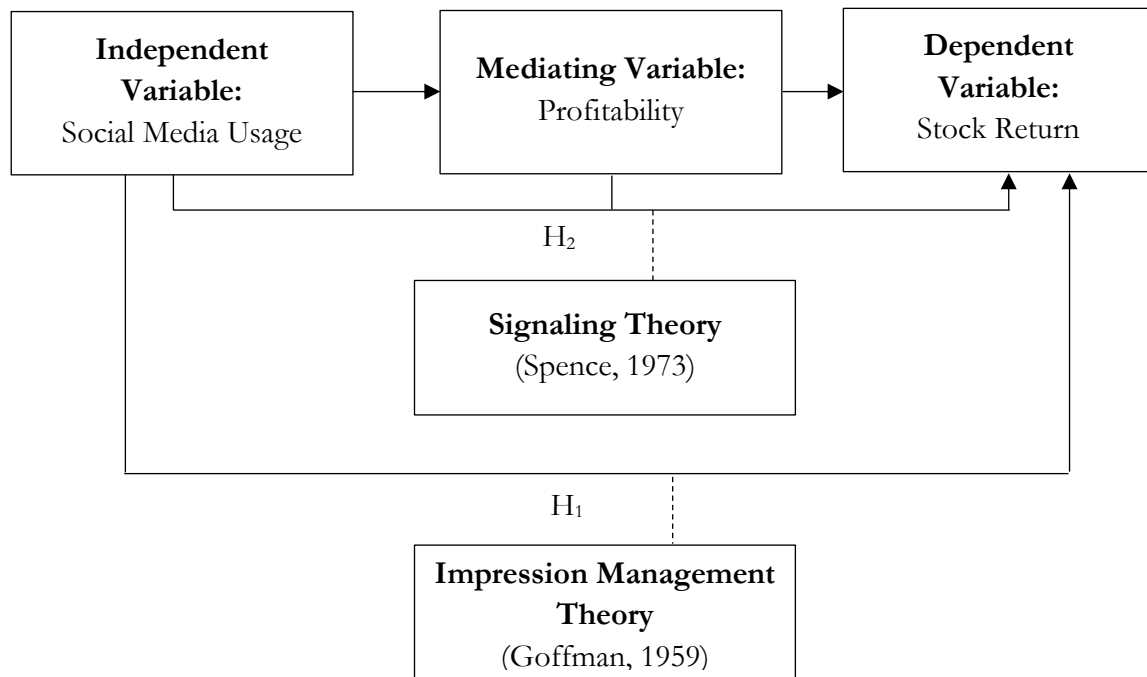 Independent
Variable:
Social Media Usage
Mediating Variable:
Profitability
Dependent
Variable:
Stock Return
H₂
Signaling Theory
(Spence, 1973)
H₁
Impression Management
Theory
(Goffman, 1959)